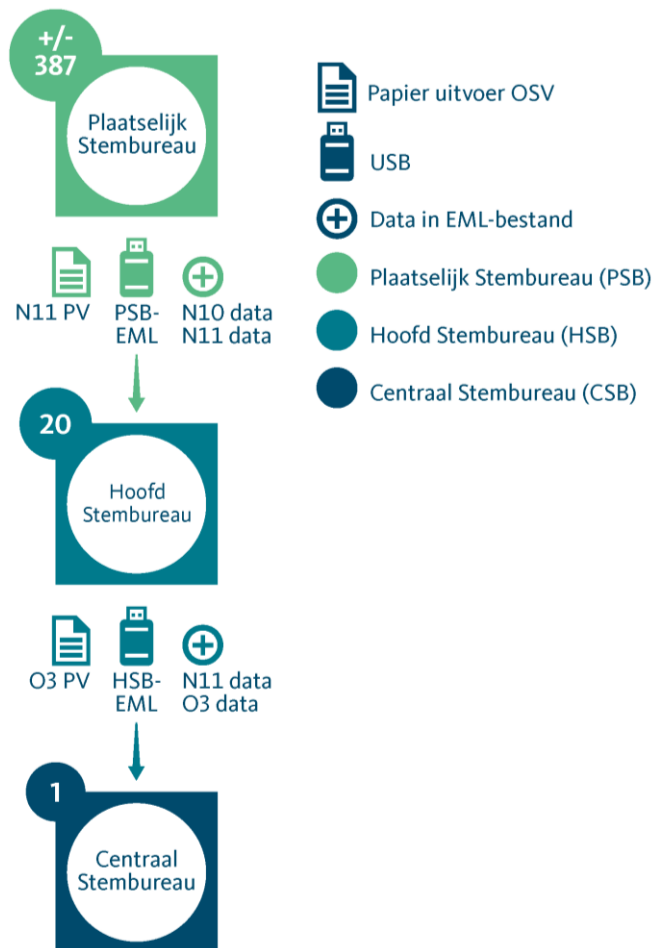 +/-
387
Plaatselijk
Stembureau
N11 PV
PSB-
EML
N10 data
N11 data
20
Hoofd
Stembureau
O3 PV
HSB-
EML
N11 data
O3 data
1
Centraal
Stembureau
Papier uitvoer OSV
USB
Data in EML-bestand
Plaatselijk Stembureau (PSB)
Hoofd Stembureau (HSB)
Centraal Stembureau (CSB)